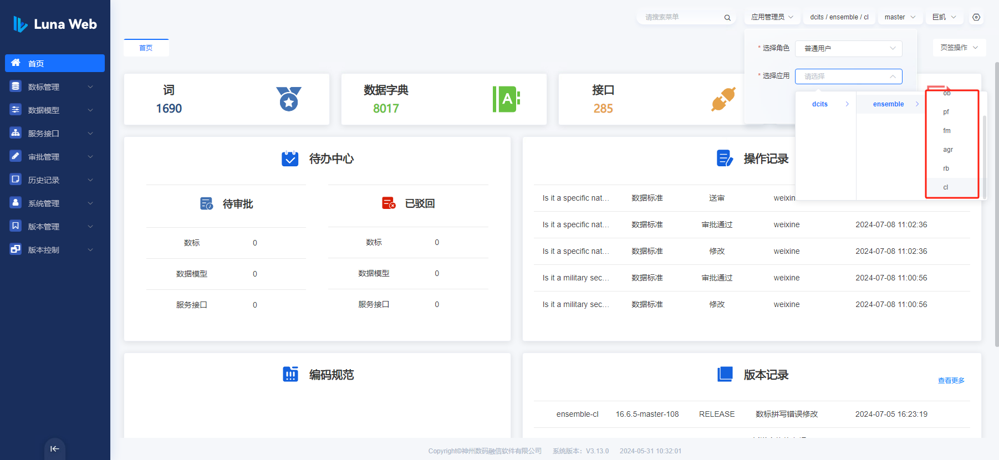 Luna Web
请搜索菜单
应用管理员
dcits / ensemble / cl
master
巨凯
首页
页签操作
首页
数标管理
数据模型
服务接口
审批管理
历史记录
系统管理
版本管理
版本控制
* 选择角色
普通用户
* 选择应用
请选择
dcits
ensemble
ob
pf
fm
agr
rb
cl
词
1690
数据字典
8017
A
接口
285
待办中心
待审批
数标 0
数据模型 0
服务接口 0
已驳回
数标 0
数据模型 0
服务接口 0
操作记录
Is it a specific nat... 数据标准 送审 weixin
Is it a specific nat... 数据标准 审批通过 weixine 2024-07-08 11:02:36
Is it a specific nat... 数据标准 修改 weixine 2024-07-08 11:02:36
Is it a military sec... 数据标准 审批通过 weixine 2024-07-08 11:00:56
Is it a military sec... 数据标准 修改 weixine 2024-07-08 11:00:56
编码规范
版本记录
查看更多
ensemble-cl 16.6.5-master-108 RELEASE 数标拼写错误修改 2024-07-05 16:23:19
Copyright©神州数码融信软件有限公司 系统版本：V3.13.0 2024-05-31 10:32:01